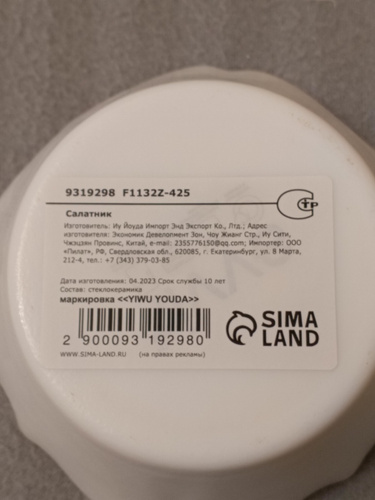 9319298 F1132Z-425
СТР
Салатник
Изготовитель: Иу Йоуда Импорт Энд Экспорт Ко., Лтд.; Адрес
изготовителя: Экономик Девелопмент Зон, Чоу Жианг Стр., Иу Сити,
Чжэцзян Провинс, Китай, e-mail: 2355776150@qq.com; Импортер: ООО
«Пилат», РФ, Свердловская обл., 620085, г. Екатеринбург, ул. 8 Марта,
212-4, тел.: +7 (343) 379-03-85
Дата изготовления: 04.2023 Срок службы 10 лет
Состав: стеклокерамика
маркировка <<YIWU YOUDA>>
2 900093 192980
WWW.SIMA-LAND.RU (на правах рекламы)
SIMA
LAND